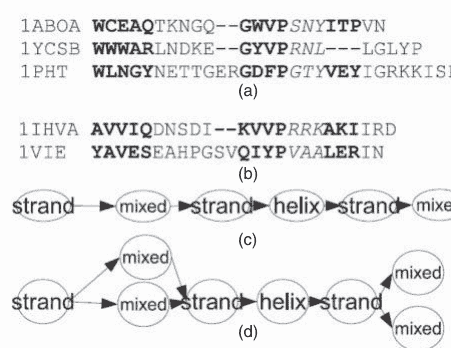 1ABOA WCEAQTKNGQ--GWVPSNYITPVN
1YCSB WWWARLNDKE--GYVPRNL---LGLYP
1PHT WLNGYNETTGERGDFPGTYVEYIGRKKISP
(a)
1IHVA AVVIQDNSDI--KVVPRRKAKIIRD
1VIE YAVESEAHPGSVQIYPVAALERIN
(b)
strand mixed strand helix strand mixe
(c)
mixed mixed
strand mixed strand helix strand mixed
(d)